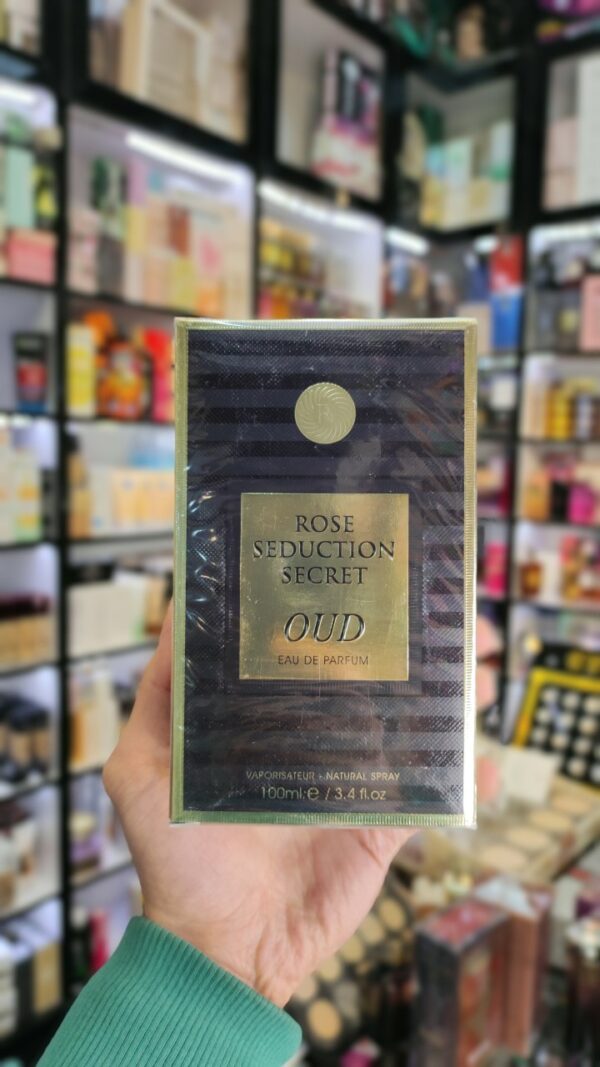 ROSE
SEDUCTION
SECRET
OUD
EAU DE PARFUM
VAPORISATEUR - NATURAL SPRAY
100ml.℮ / 3.4 fl.oz